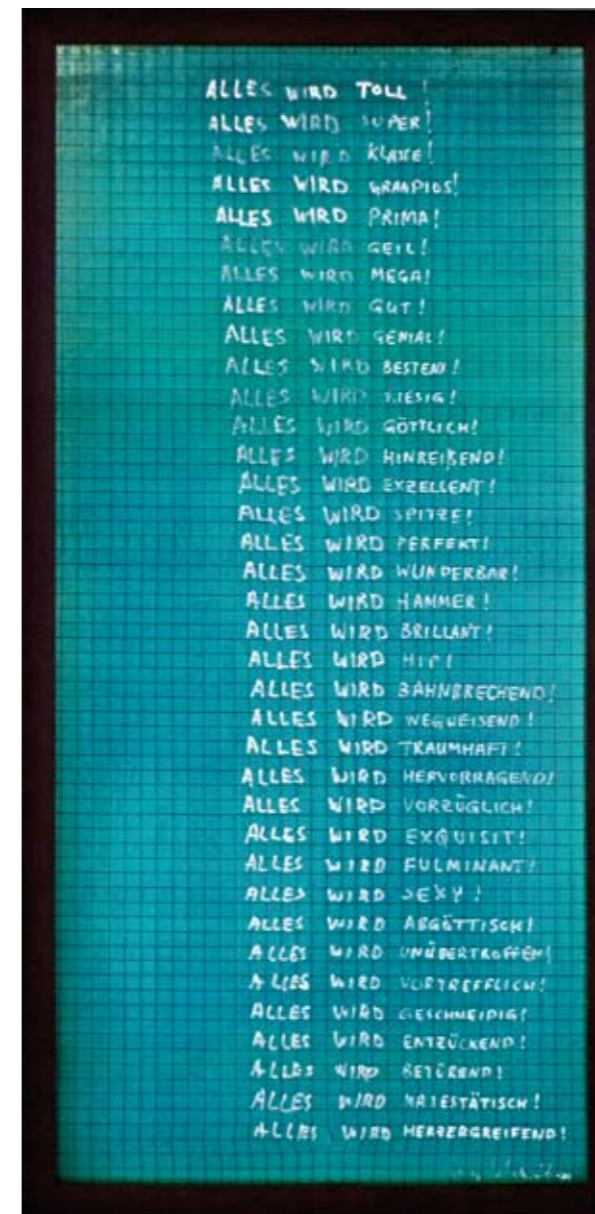 ALLES WIRD TOLL!
ALLES WIRD SUPER!
ALLES WIRD KLASSE!
ALLES WIRD GRANDIOS!
ALLES WIRD PRIMA!
ALLES WIRD GEIL!
ALLES WIRD MEGA!
ALLES WIRD GUT!
ALLES WIRD GENIAL!
ALLES WIRD BESTENS!
ALLES WIRD RIESIG!
ALLES WIRD GÖTTLICH!
ALLES WIRD HINREIßEND!
ALLES WIRD EXZELLENT!
ALLES WIRD SPITZE!
ALLES WIRD PERFEKT!
ALLES WIRD WUNDERBAR!
ALLES WIRD HAMMER!
ALLES WIRD BRILLANT!
ALLES WIRD HIP!
ALLES WIRD BAHNBRECHEND!
ALLES WIRD WEGWEISEND!
ALLES WIRD TRAUMHAFT!
ALLES WIRD HERVORRAGEND!
ALLES WIRD VORZÜGLICH!
ALLES WIRD EXQUISIT!
ALLES WIRD FULMINANT!
ALLES WIRD SEXY!
ALLES WIRD ABGÖTTISCH!
ALLES WIRD UNÜBERTROFFEN!
ALLES WIRD VORTREFFLICH!
ALLES WIRD GESCHMEIDIG!
ALLES WIRD ENTZÜCKEND!
ALLES WIRD BETÖREND!
ALLES WIRD MAJESTÄTISCH!
ALLES WIRD HERZERGREIFEND!